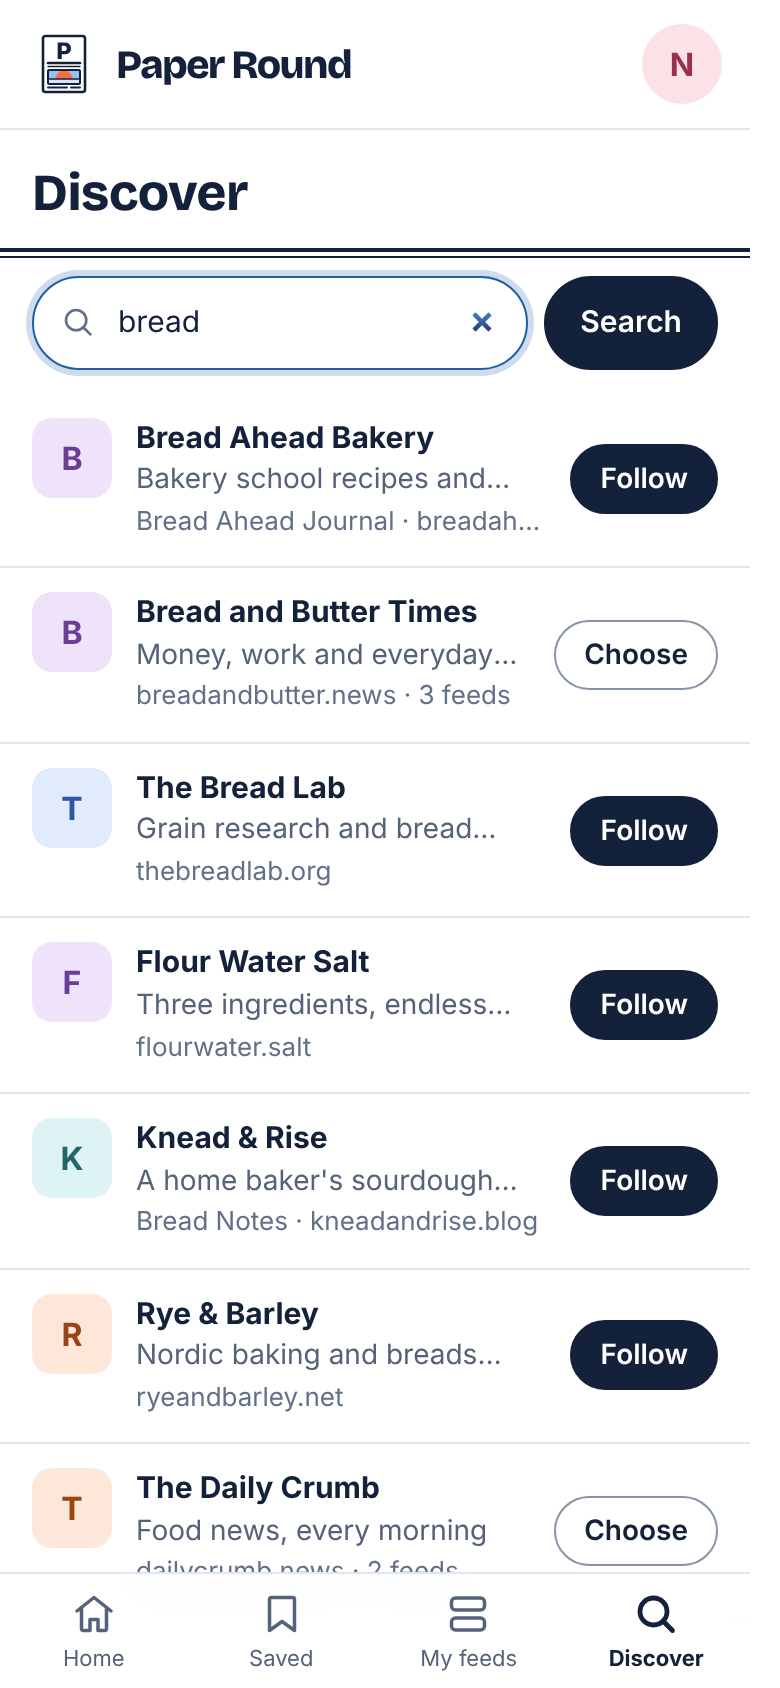 P
Paper Round
N
Discover
bread
Search
B
Bread Ahead Bakery
Bakery school recipes and...
Bread Ahead Journal · breadah...
Follow
B
Bread and Butter Times
Money, work and everyday...
breadandbutter.news · 3 feeds
Choose
T
The Bread Lab
Grain research and bread...
thebreadlab.org
Follow
F
Flour Water Salt
Three ingredients, endless...
flourwater.salt
Follow
K
Knead & Rise
A home baker's sourdough...
Bread Notes · kneadandrise.blog
Follow
R
Rye & Barley
Nordic baking and breads...
ryeandbarley.net
Follow
T
The Daily Crumb
Food news, every morning
dailycrumb.news · 2 feeds
Choose
Home
Saved
My feeds
Discover